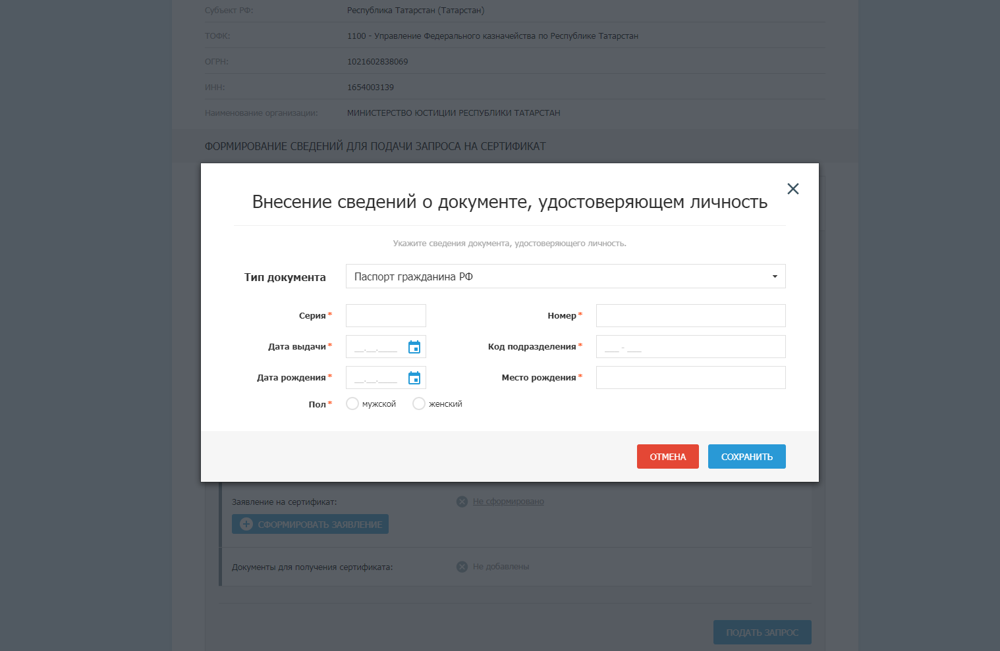 Субъект РФ: Республика Татарстан (Татарстан)
ТОФК: 1100 - Управление Федерального казначейства по Республике Татарстан
ОГРН: 1021602838069
ИНН: 1654003139
Наименование организации: МИНИСТЕРСТВО ЮСТИЦИИ РЕСПУБЛИКИ ТАТАРСТАН
ФОРМИРОВАНИЕ СВЕДЕНИЙ ДЛЯ ПОДАЧИ ЗАПРОСА НА СЕРТИФИКАТ
Внесение сведений о документе, удостоверяющем личность
Укажите сведения документа, удостоверяющего личность.
Тип документа Паспорт гражданина РФ
Серия* Номер*
Дата выдачи* __.__.____ Код подразделения* ___ - ___
Дата рождения* __.__.____ Место рождения*
Пол* мужской женский
ОТМЕНА СОХРАНИТЬ
Заявление на сертификат: Не сформировано
СФОРМИРОВАТЬ ЗАЯВЛЕНИЕ
Документы для получения сертификата: Не добавлены
ПОДАТЬ ЗАПРОС